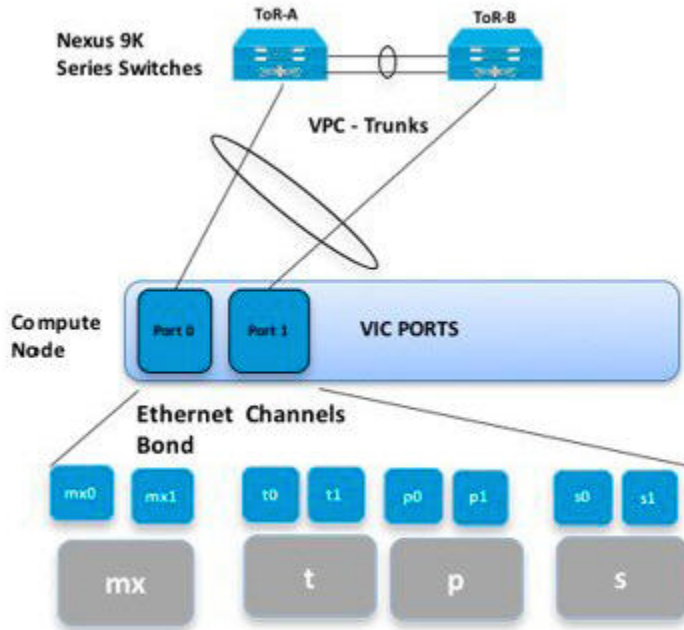 ToR-A
ToR-B
Nexus 9K
Series Switches
VPC - Trunks
Compute
Node
Port 0
Port 1
VIC PORTS
Ethernet Channels
Bond
mx0
mx1
t0
t1
p0
p1
s0
s1
mx
t
p
s